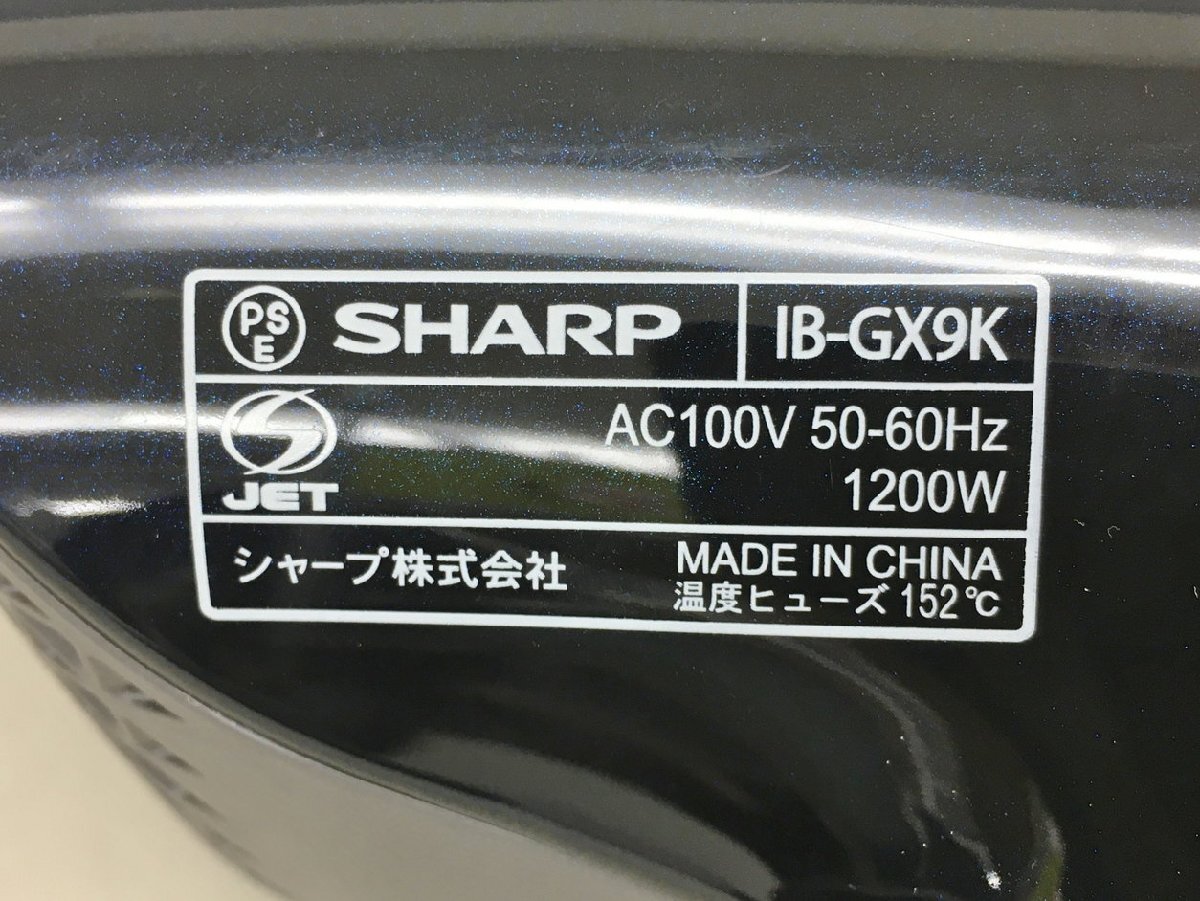 PSE SHARP IB-GX9K
JET
AC100V 50-60Hz
1200W
シャープ株式会社
MADE IN CHINA
温度ヒューズ 152℃